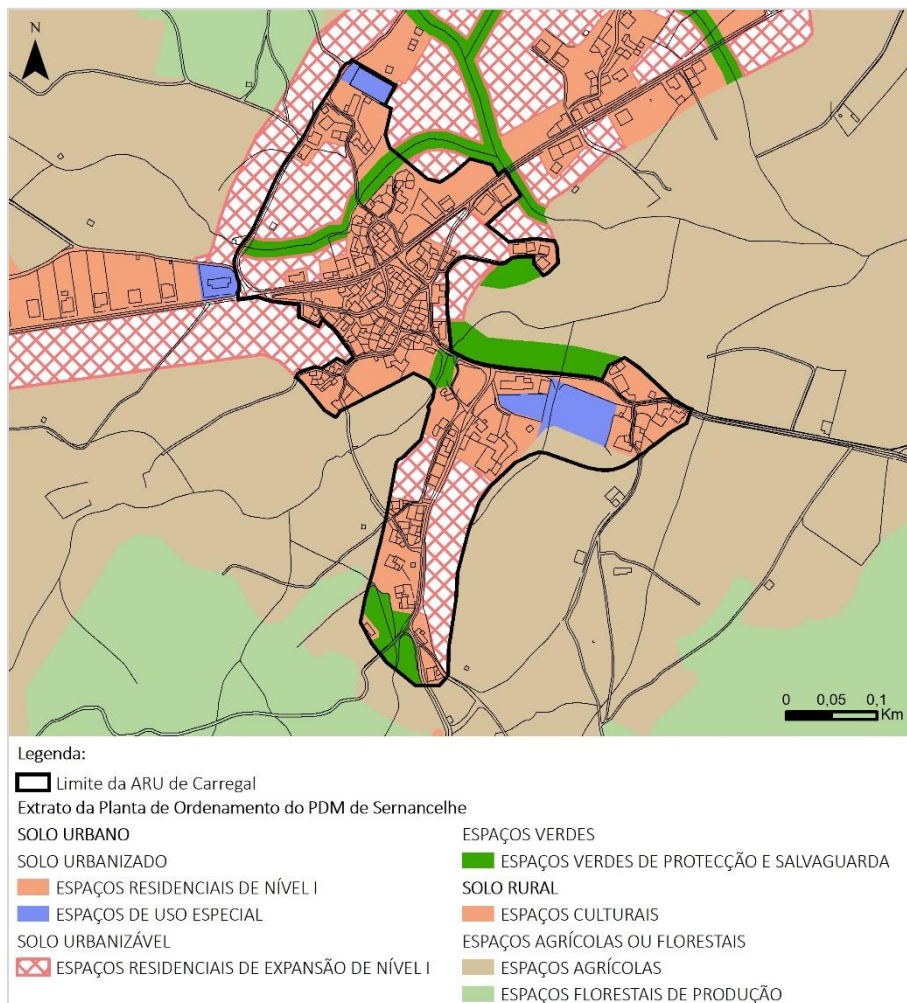 N
0 0,05 0,1
Km
Legenda:
Limite da ARU de Carregal
Extrato da Planta de Ordenamento do PDM de Sernancelhe
SOLO URBANO
SOLO URBANIZADO
ESPAÇOS RESIDENCIAIS DE NÍVEL I
ESPAÇOS DE USO ESPECIAL
SOLO URBANIZÁVEL
ESPAÇOS RESIDENCIAIS DE EXPANSÃO DE NÍVEL I
ESPAÇOS VERDES
ESPAÇOS VERDES DE PROTECÇÃO E SALVAGUARDA
SOLO RURAL
ESPAÇOS CULTURAIS
ESPAÇOS AGRÍCOLAS OU FLORESTAIS
ESPAÇOS AGRÍCOLAS
ESPAÇOS FLORESTAIS DE PRODUÇÃO